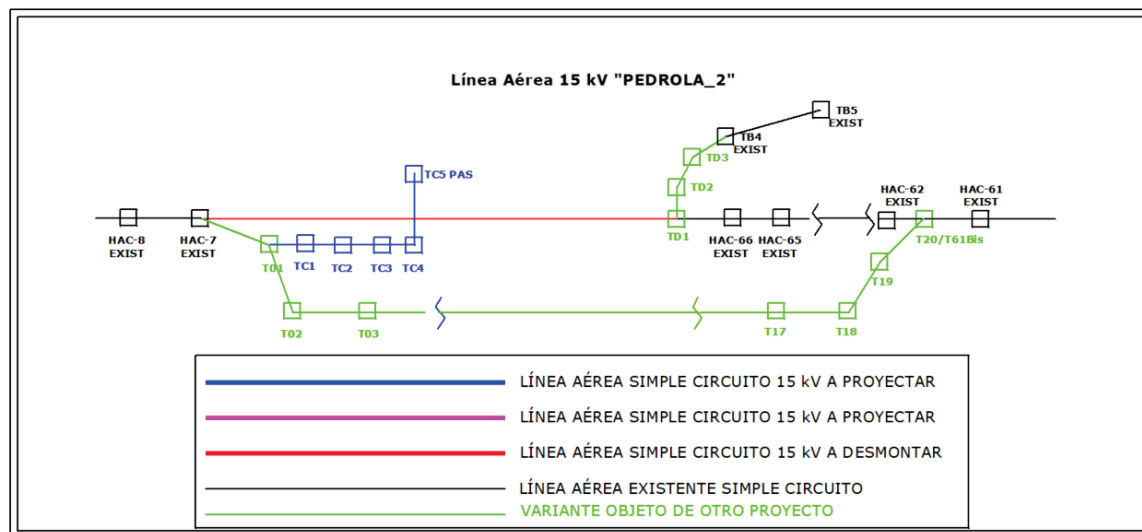 Línea Aérea 15 kV "PEDROLA_2"
TB5
EXIST
TB4
EXIST
TD3
TC5 PAS
TD2
HAC-62
EXIST
HAC-61
EXIST
HAC-8
EXIST
HAC-7
EXIST
T01
TC1
TC2
TC3
TC4
TD1
HAC-66
EXIST
HAC-65
EXIST
T20/T61Bis
T19
T02
T03
T17
T18
LÍNEA AÉREA SIMPLE CIRCUITO 15 kV A PROYECTAR
LÍNEA AÉREA SIMPLE CIRCUITO 15 kV A PROYECTAR
LÍNEA AÉREA SIMPLE CIRCUITO 15 kV A DESMONTAR
LÍNEA AÉREA EXISTENTE SIMPLE CIRCUITO
VARIANTE OBJETO DE OTRO PROYECTO